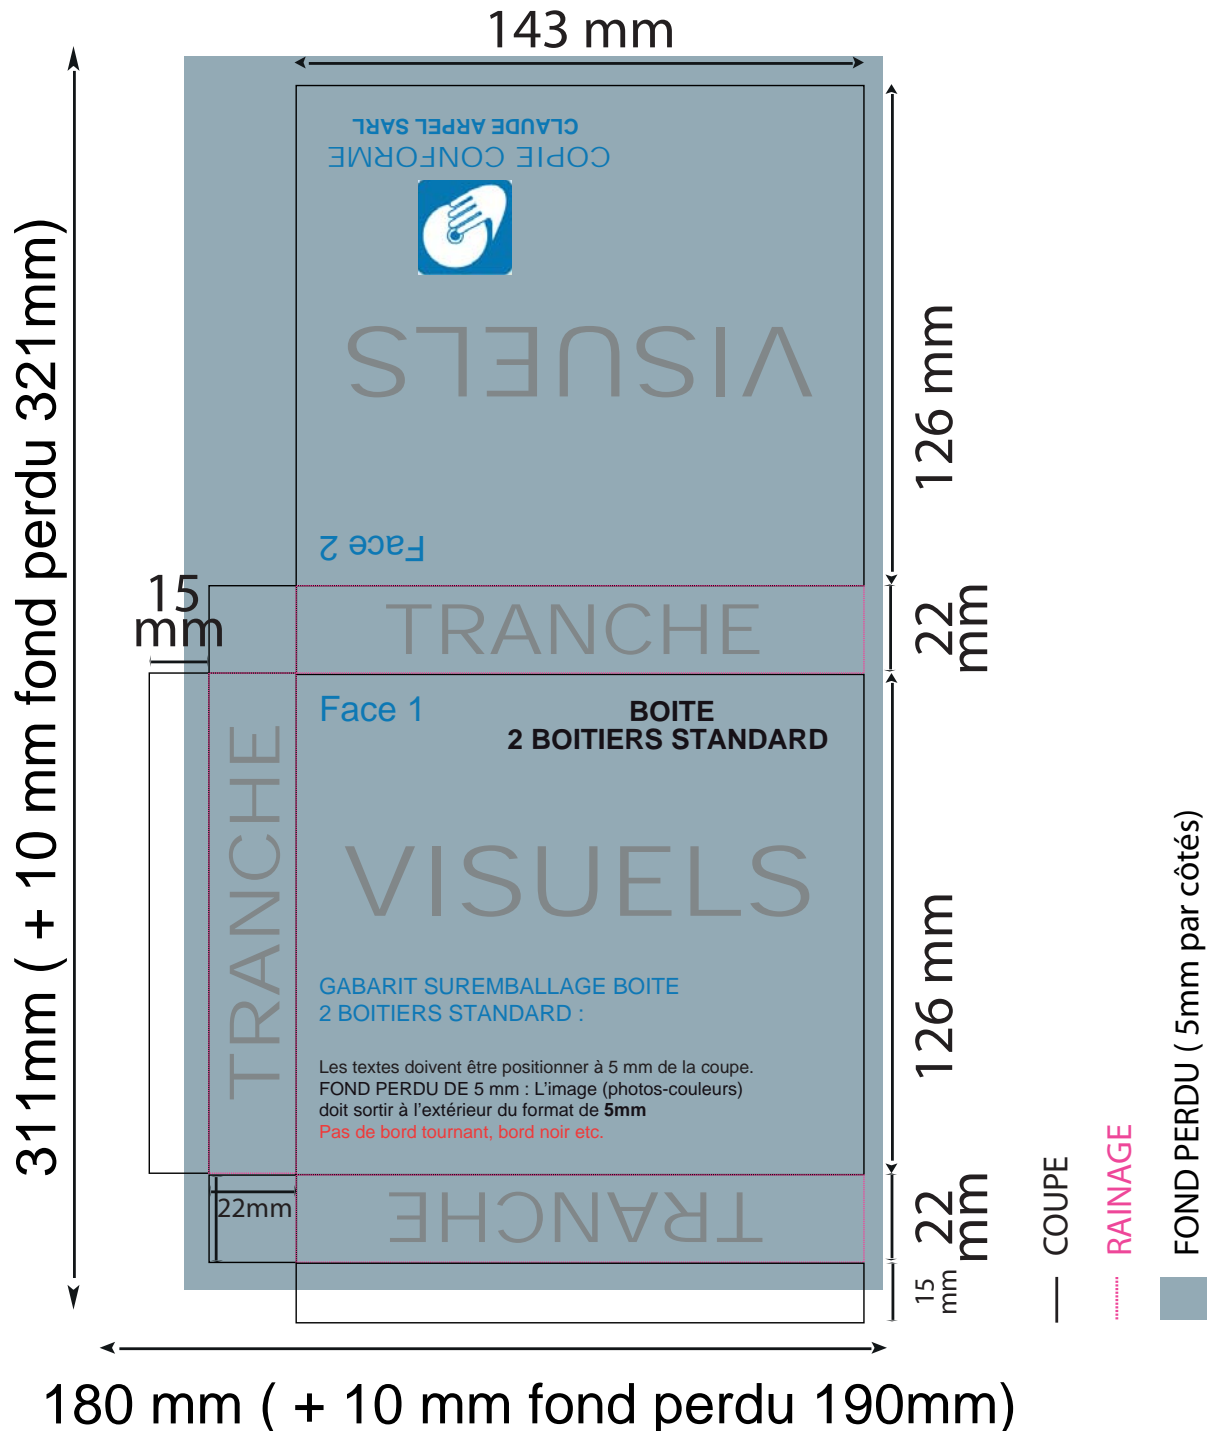 143 mm
311mm ( + 10 mm fond perdu 321mm)
CLAUDE ARPEL SARL
COPIE CONFORME
VISUELS
Face 2
126 mm
15
mm
TRANCHE
22
mm
Face 1
BOITE
2 BOITIERS STANDARD
TRANCHE
VISUELS
GABARIT SUREMBALLAGE BOITE
2 BOITIERS STANDARD :
Les textes doivent être positionner à 5 mm de la coupe.
FOND PERDU DE 5 mm : L'image (photos-couleurs)
doit sortir à l'extérieur du format de 5mm
Pas de bord tournant, bord noir etc.
126 mm
22mm
TRANCHE
22
mm
15
mm
COUPE
RAINAGE
FOND PERDU ( 5mm par côtés)
180 mm ( + 10 mm fond perdu 190mm)